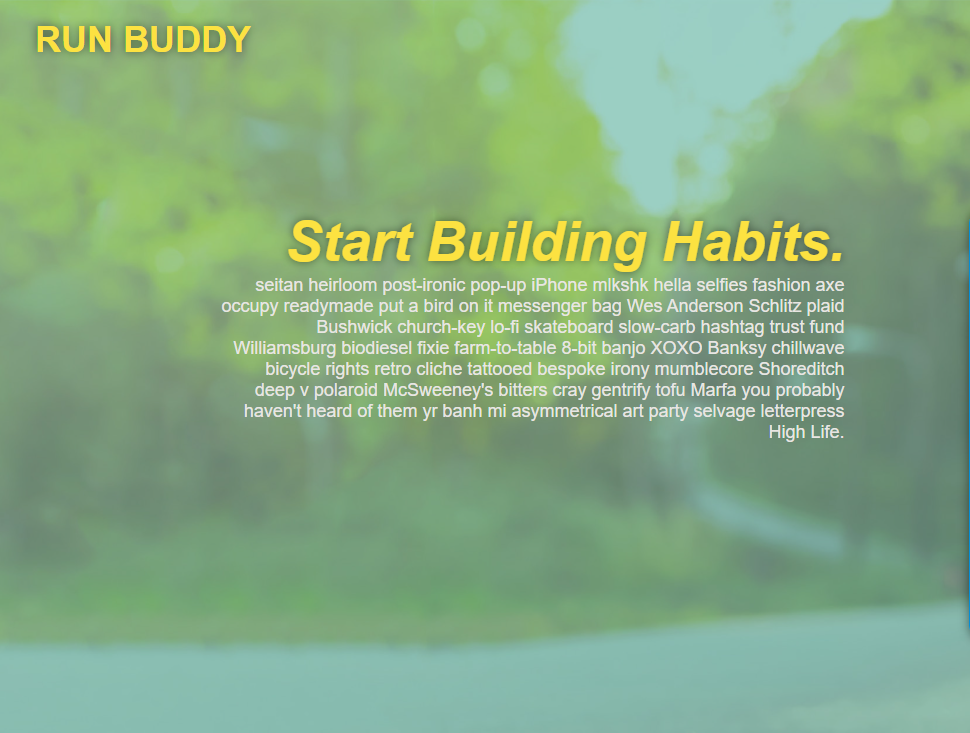 RUN BUDDY
Start Building Habits.
seitan heirloom post-ironic pop-up iPhone mlkshk hella selfies fashion axe
occupy readymade put a bird on it messenger bag Wes Anderson Schlitz plaid
Bushwick church-key lo-fi skateboard slow-carb hashtag trust fund
Williamsburg biodiesel fixie farm-to-table 8-bit banjo XOXO Banksy chillwave
bicycle rights retro cliche tattooed bespoke irony mumblecore Shoreditch
deep v polaroid McSweeney's bitters cray gentrify tofu Marfa you probably
haven't heard of them yr banh mi asymmetrical art party selvage letterpress
High Life.